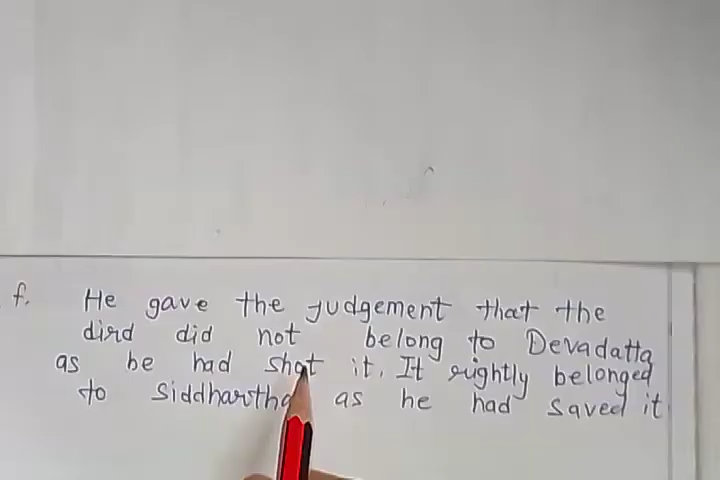 f. He gave the judgement that the
dird did not belong to Devadatta
as be had shot it. It rightly belonged
to Siddhartha as he had saved it